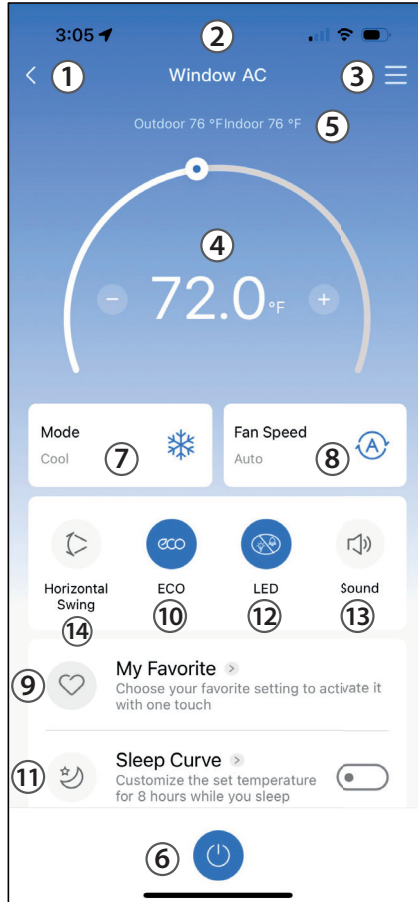 3:05
②
① Window AC ③
Outdoor 76 °F Indoor 76 °F ⑤
④
− 72.0 °F +
Mode
Cool ⑦
Fan Speed
Auto ⑧ A
eco
Horizontal
Swing
⑭
ECO
⑩
LED
⑫
Sound
⑬
⑨ My Favorite >
Choose your favorite setting to activate it
with one touch
⑪ Sleep Curve >
Customize the set temperature
for 8 hours while you sleep
⑥